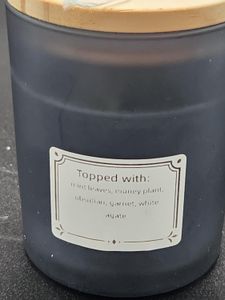 Topped with:
mint leaves, money plant,
obsidian, garnet, white
agate